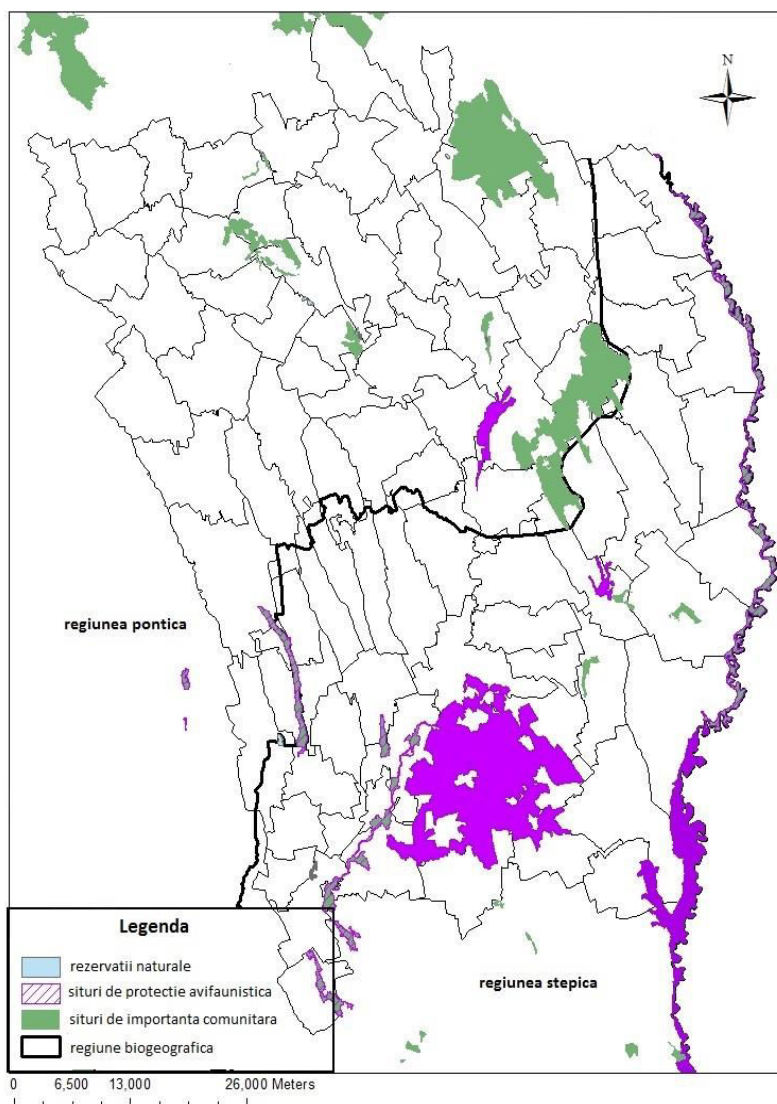 N
regiunea pontica
regiunea stepica
Legenda
rezervatii naturale
situri de protectie avifaunistica
situri de importanta comunitara
regiune biogeografica
0 6,500 13,000 26,000 Meters